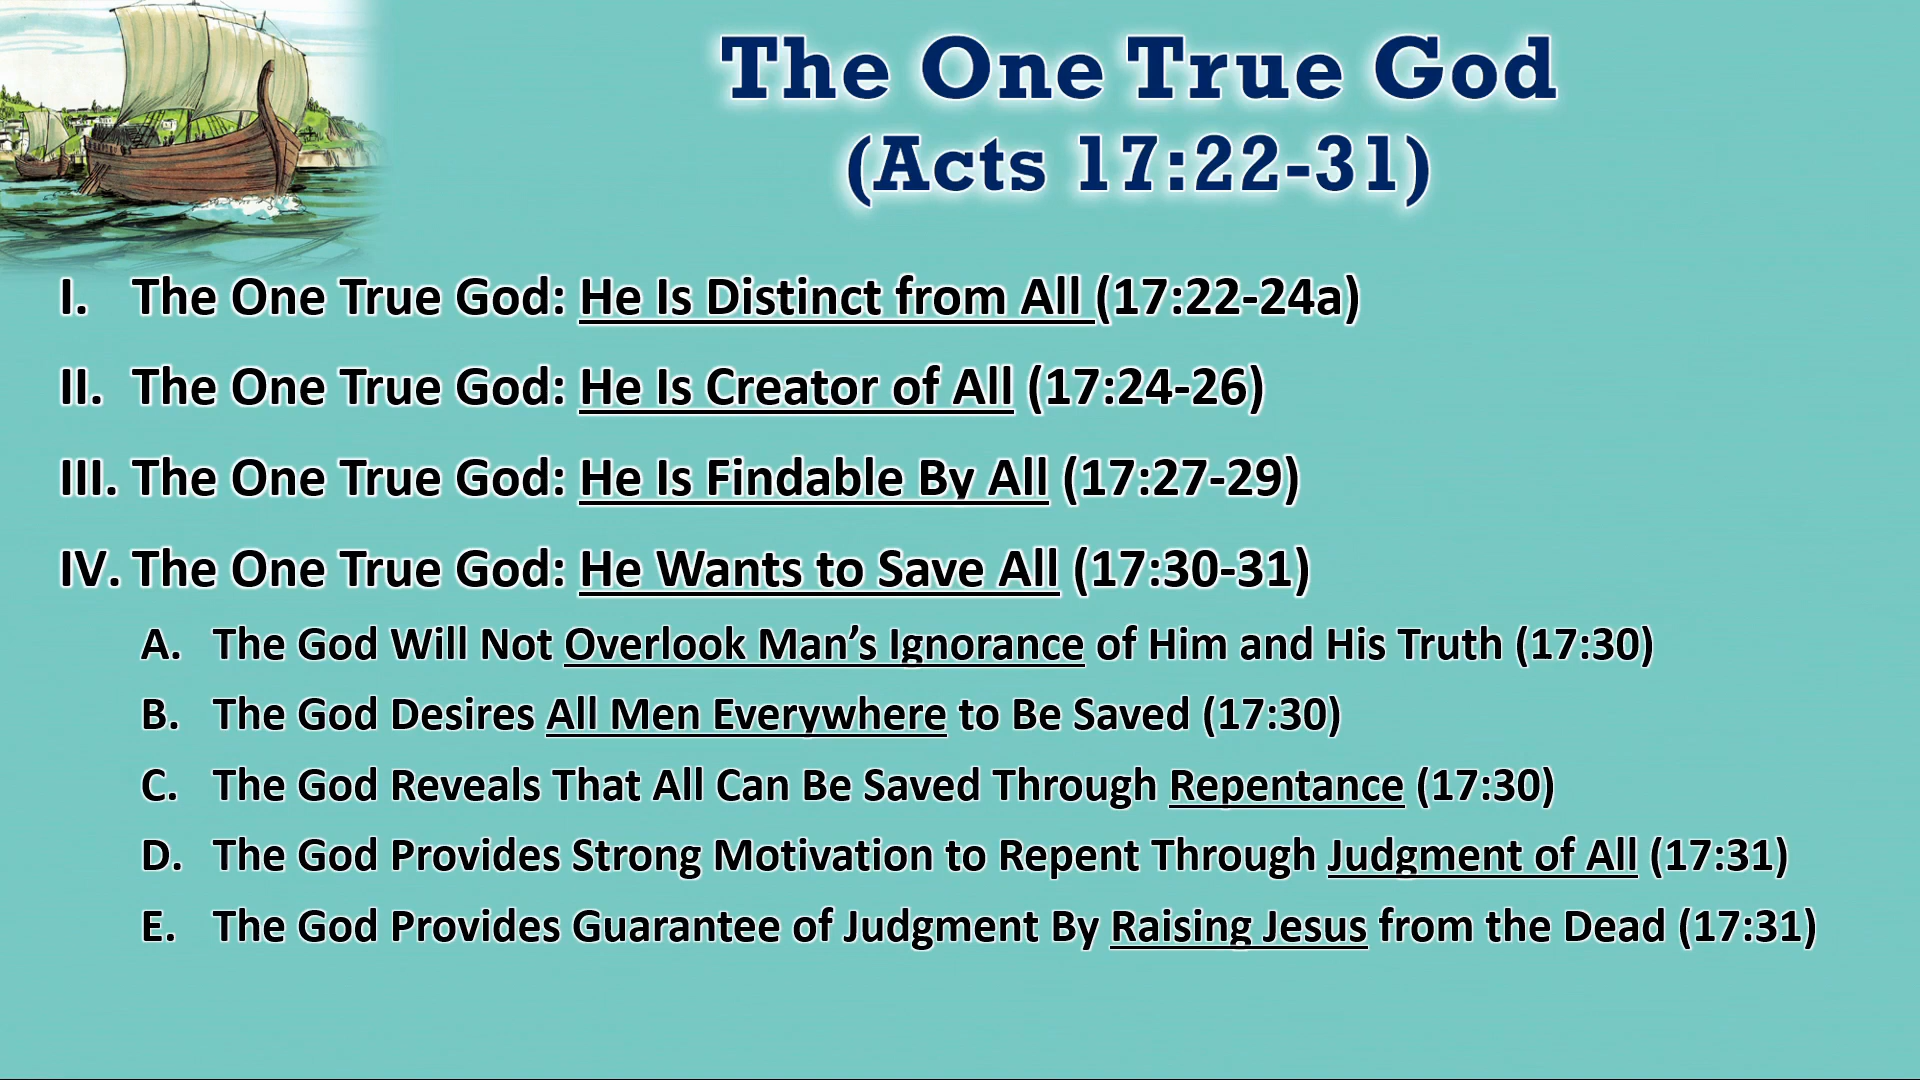 The One True God
(Acts 17:22-31)
I. The One True God: He Is Distinct from All (17:22-24a)
II. The One True God: He Is Creator of All (17:24-26)
III. The One True God: He Is Findable By All (17:27-29)
IV. The One True God: He Wants to Save All (17:30-31)
A. The God Will Not Overlook Man’s Ignorance of Him and His Truth (17:30)
B. The God Desires All Men Everywhere to Be Saved (17:30)
C. The God Reveals That All Can Be Saved Through Repentance (17:30)
D. The God Provides Strong Motivation to Repent Through Judgment of All (17:31)
E. The God Provides Guarantee of Judgment By Raising Jesus from the Dead (17:31)